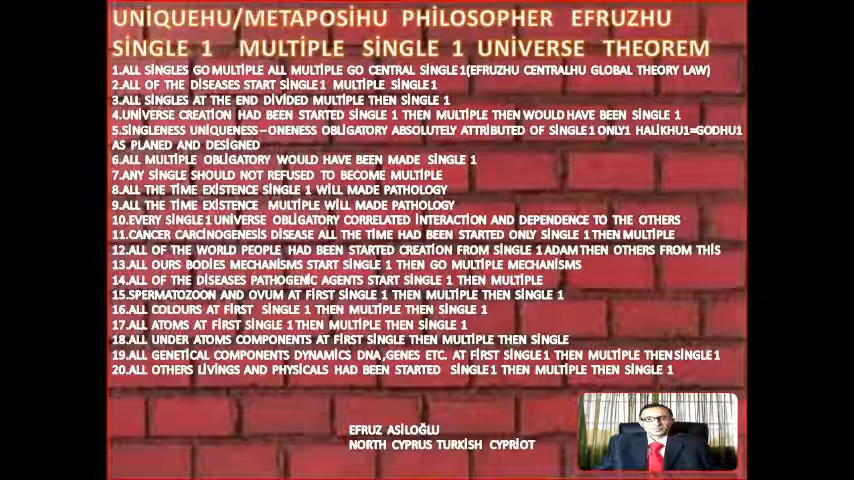 UNİQUEHU/METAPOSİHU PHİLOSOPHER EFRUZHU
SİNGLE 1 MULTİPLE SİNGLE 1 UNİVERSE THEOREM
1.ALL SİNGLES GO MULTİPLE ALL MULTİPLE GO CENTRAL SİNGLE 1(EFRUZHU CENTRALHU GLOBAL THEORY LAW)
2.ALL OF THE DİSEASES START SİNGLE 1 MULTİPLE SİNGLE 1
3.ALL SİNGLES AT THE END DİVİDED MULTİPLE THEN SİNGLE 1
4.UNİVERSE CREATİON HAD BEEN STARTED SİNGLE 1 THEN MULTİPLE THEN WOULD HAVE BEEN SİNGLE 1
5.SİNGLENESS UNİQUENESS–ONENESS OBLİGATORY ABSOLUTELY ATTRİBUTED OF SİNGLE 1 ONLY1 HALİKHU1=GODHU1
AS PLANED AND DESİGNED
6.ALL MULTİPLE OBLİGATORY WOULD HAVE BEEN MADE SİNGLE 1
7.ANY SİNGLE SHOULD NOT REFUSED TO BECOME MULTİPLE
8.ALL THE TİME EXİSTENCE SİNGLE 1 WİLL MADE PATHOLOGY
9.ALL THE TİME EXİSTENCE MULTİPLE WİLL MADE PATHOLOGY
10.EVERY SİNGLE 1 UNİVERSE OBLİGATORY CORRELATED İNTERACTİON AND DEPENDENCE TO THE OTHERS
11.CANCER CARCİNOGENESİS DİSEASE ALL THE TİME HAD BEEN STARTED ONLY SİNGLE 1 THEN MULTİPLE
12.ALL OF THE WORLD PEOPLE HAD BEEN STARTED CREATİON FROM SİNGLE 1 ADAM THEN OTHERS FROM THİS
13.ALL OURS BODİES MECHANİSMS START SİNGLE 1 THEN GO MULTİPLE MECHANİSMS
14.ALL OF THE DİSEASES PATHOGENİC AGENTS START SİNGLE 1 THEN MULTİPLE
15.SPERMATOZOON AND OVUM AT FİRST SİNGLE 1 THEN MULTİPLE THEN SİNGLE 1
16.ALL COLOURS AT FİRST SİNGLE 1 THEN MULTİPLE THEN SİNGLE 1
17.ALL ATOMS AT FİRST SİNGLE 1 THEN MULTİPLE THEN SİNGLE 1
18.ALL UNDER ATOMS COMPONENTS AT FİRST SİNGLE THEN MULTİPLE THEN SİNGLE
19.ALL GENETİCAL COMPONENTS DYNAMİCS DNA,GENES ETC. AT FİRST SİNGLE 1 THEN MULTİPLE THEN SİNGLE 1
20.ALL OTHERS LİVİNGS AND PHYSİCALS HAD BEEN STARTED SİNGLE 1 THEN MULTİPLE THEN SİNGLE 1
EFRUZ ASİLOĞLU
NORTH CYPRUS TURKİSH CYPRİOT